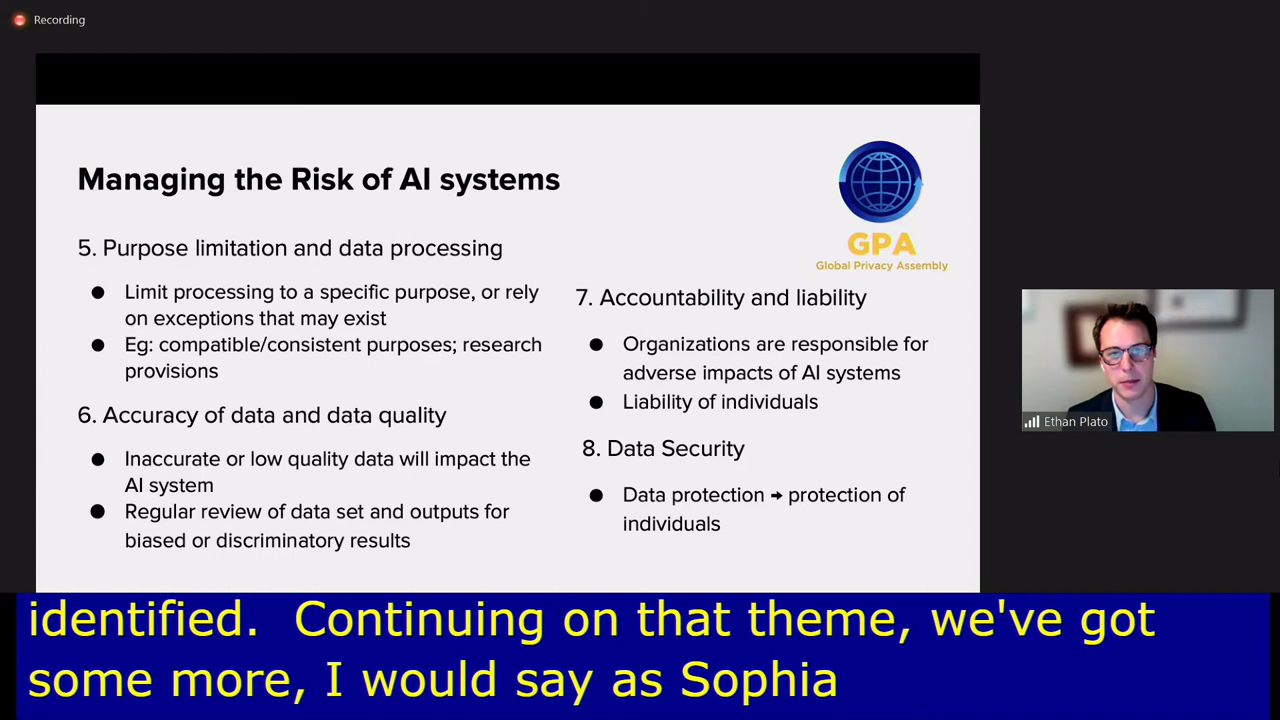 Recording
Managing the Risk of AI systems
GPA
Global Privacy Assembly
5. Purpose limitation and data processing
● Limit processing to a specific purpose, or rely
on exceptions that may exist
● Eg: compatible/consistent purposes; research
provisions
6. Accuracy of data and data quality
● Inaccurate or low quality data will impact the
AI system
● Regular review of data set and outputs for
biased or discriminatory results
7. Accountability and liability
● Organizations are responsible for
adverse impacts of AI systems
● Liability of individuals
8. Data Security
● Data protection → protection of
individuals
Ethan Plato
identified.  Continuing on that theme, we've got
some more, I would say as Sophia